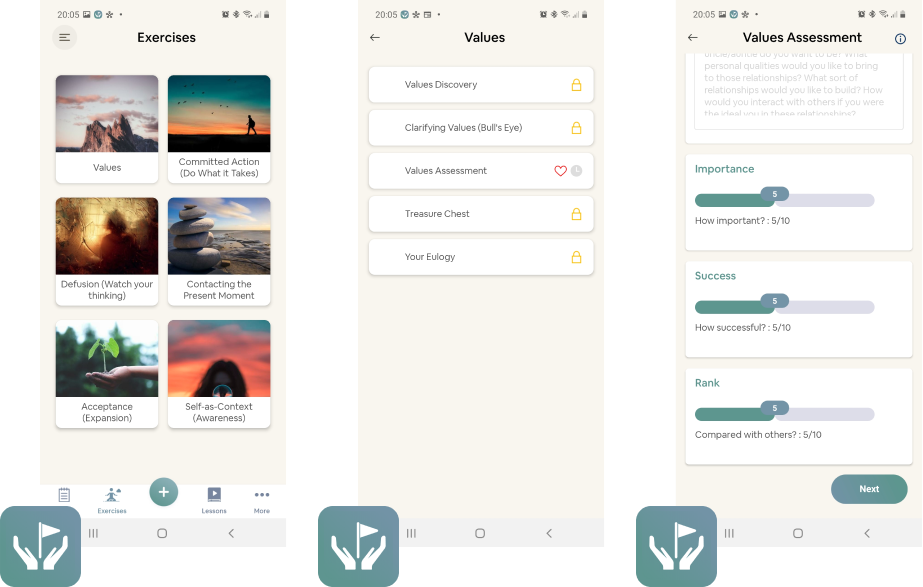 20:05
Exercises
Values
Committed Action
(Do What it Takes)
Defusion (Watch your
thinking)
Contacting the
Present Moment
Acceptance
(Expansion)
Self-as-Context
(Awareness)
Exercises
Lessons
More
20:05
Values
Values Discovery
Clarifying Values (Bull's Eye)
Values Assessment
Treasure Chest
Your Eulogy
20:05
Values Assessment
do you want to be? What
personal qualities would you like to bring
to those relationships? What sort of
relationships would you like to build? How
would you interact with others if you were
the ideal you in these relationships?
Importance
5
How important? : 5/10
Success
5
How successful? : 5/10
Rank
5
Compared with others? : 5/10
Next